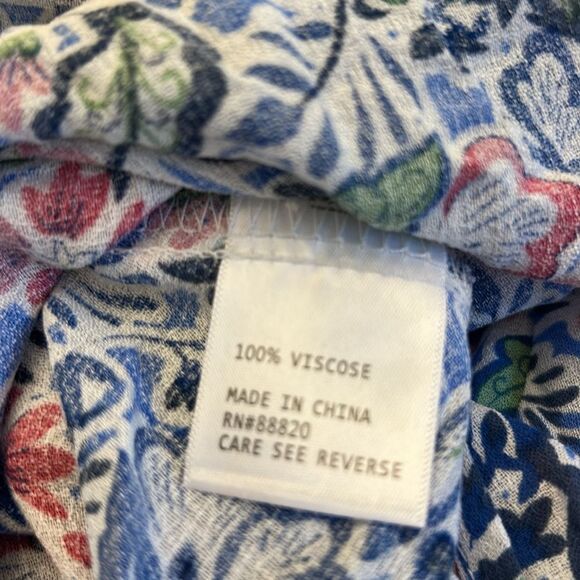 100% VISCOSE
MADE IN CHINA
RN#88820
CARE SEE REVERSE